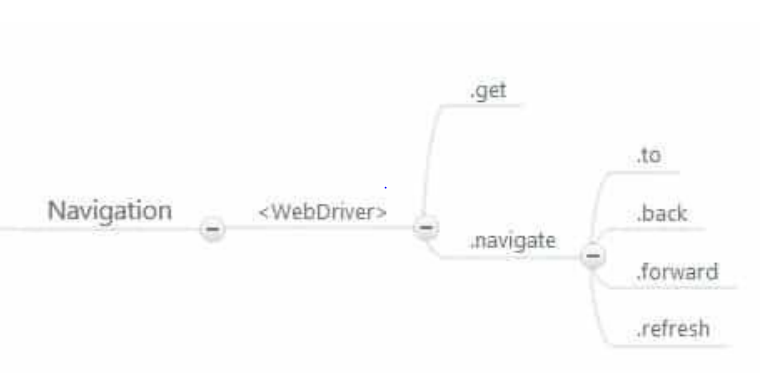 .get
.to
Navigation
<WebDriver>
.back
.navigate
.forward
.refresh